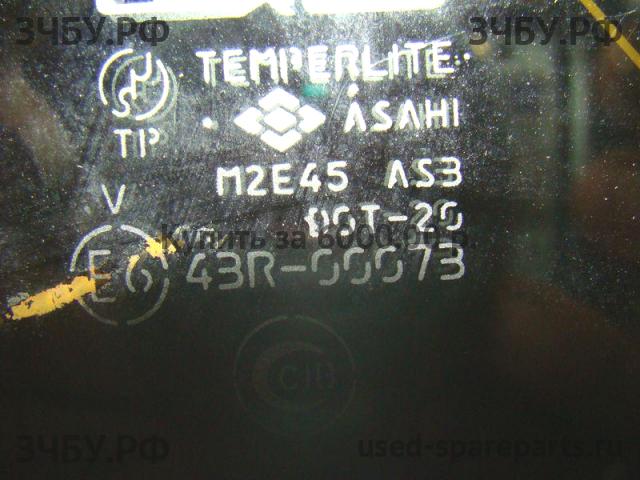 ЗЧБУ.РФ ЗЧБУ.РФ
TEMPERLITE
TP ASAHI
M2E45 AS3
V DOT-20
Купить за 6000.00 р.
E6 43R-00073
ЗЧБУ.РФ used-spareparts.ru